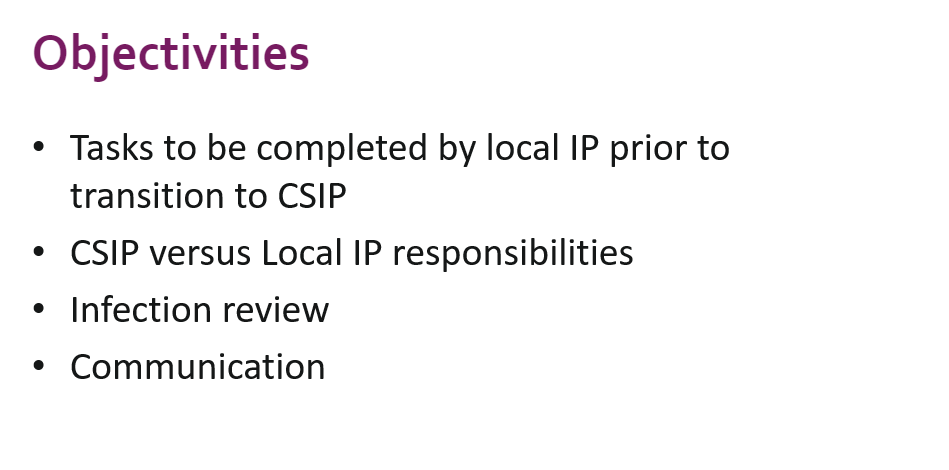 Objectivities
• Tasks to be completed by local IP prior to
transition to CSIP
• CSIP versus Local IP responsibilities
• Infection review
• Communication